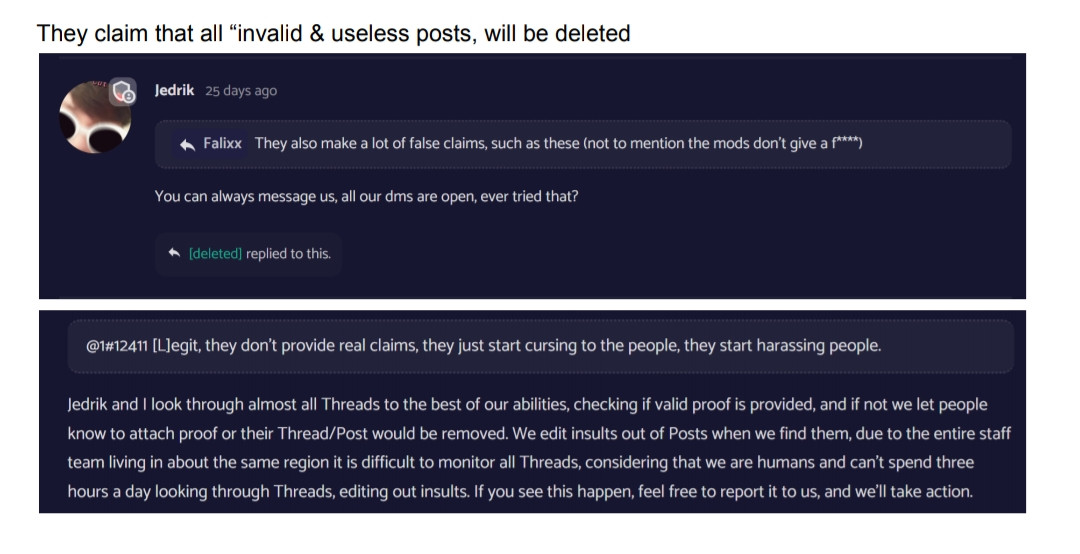 They claim that all “invalid & useless posts, will be deleted
Jedrik 25 days ago
Falixx They also make a lot of false claims, such as these (not to mention the mods don't give a f****)
You can always message us, all our dms are open, ever tried that?
[deleted] replied to this.
@1#12411 [L]egit, they don't provide real claims, they just start cursing to the people, they start harassing people.
Jedrik and I look through almost all Threads to the best of our abilities, checking if valid proof is provided, and if not we let people
know to attach proof or their Thread/Post would be removed. We edit insults out of Posts when we find them, due to the entire staff
team living in about the same region it is difficult to monitor all Threads, considering that we are humans and can't spend three
hours a day looking through Threads, editing out insults. If you see this happen, feel free to report it to us, and we'll take action.